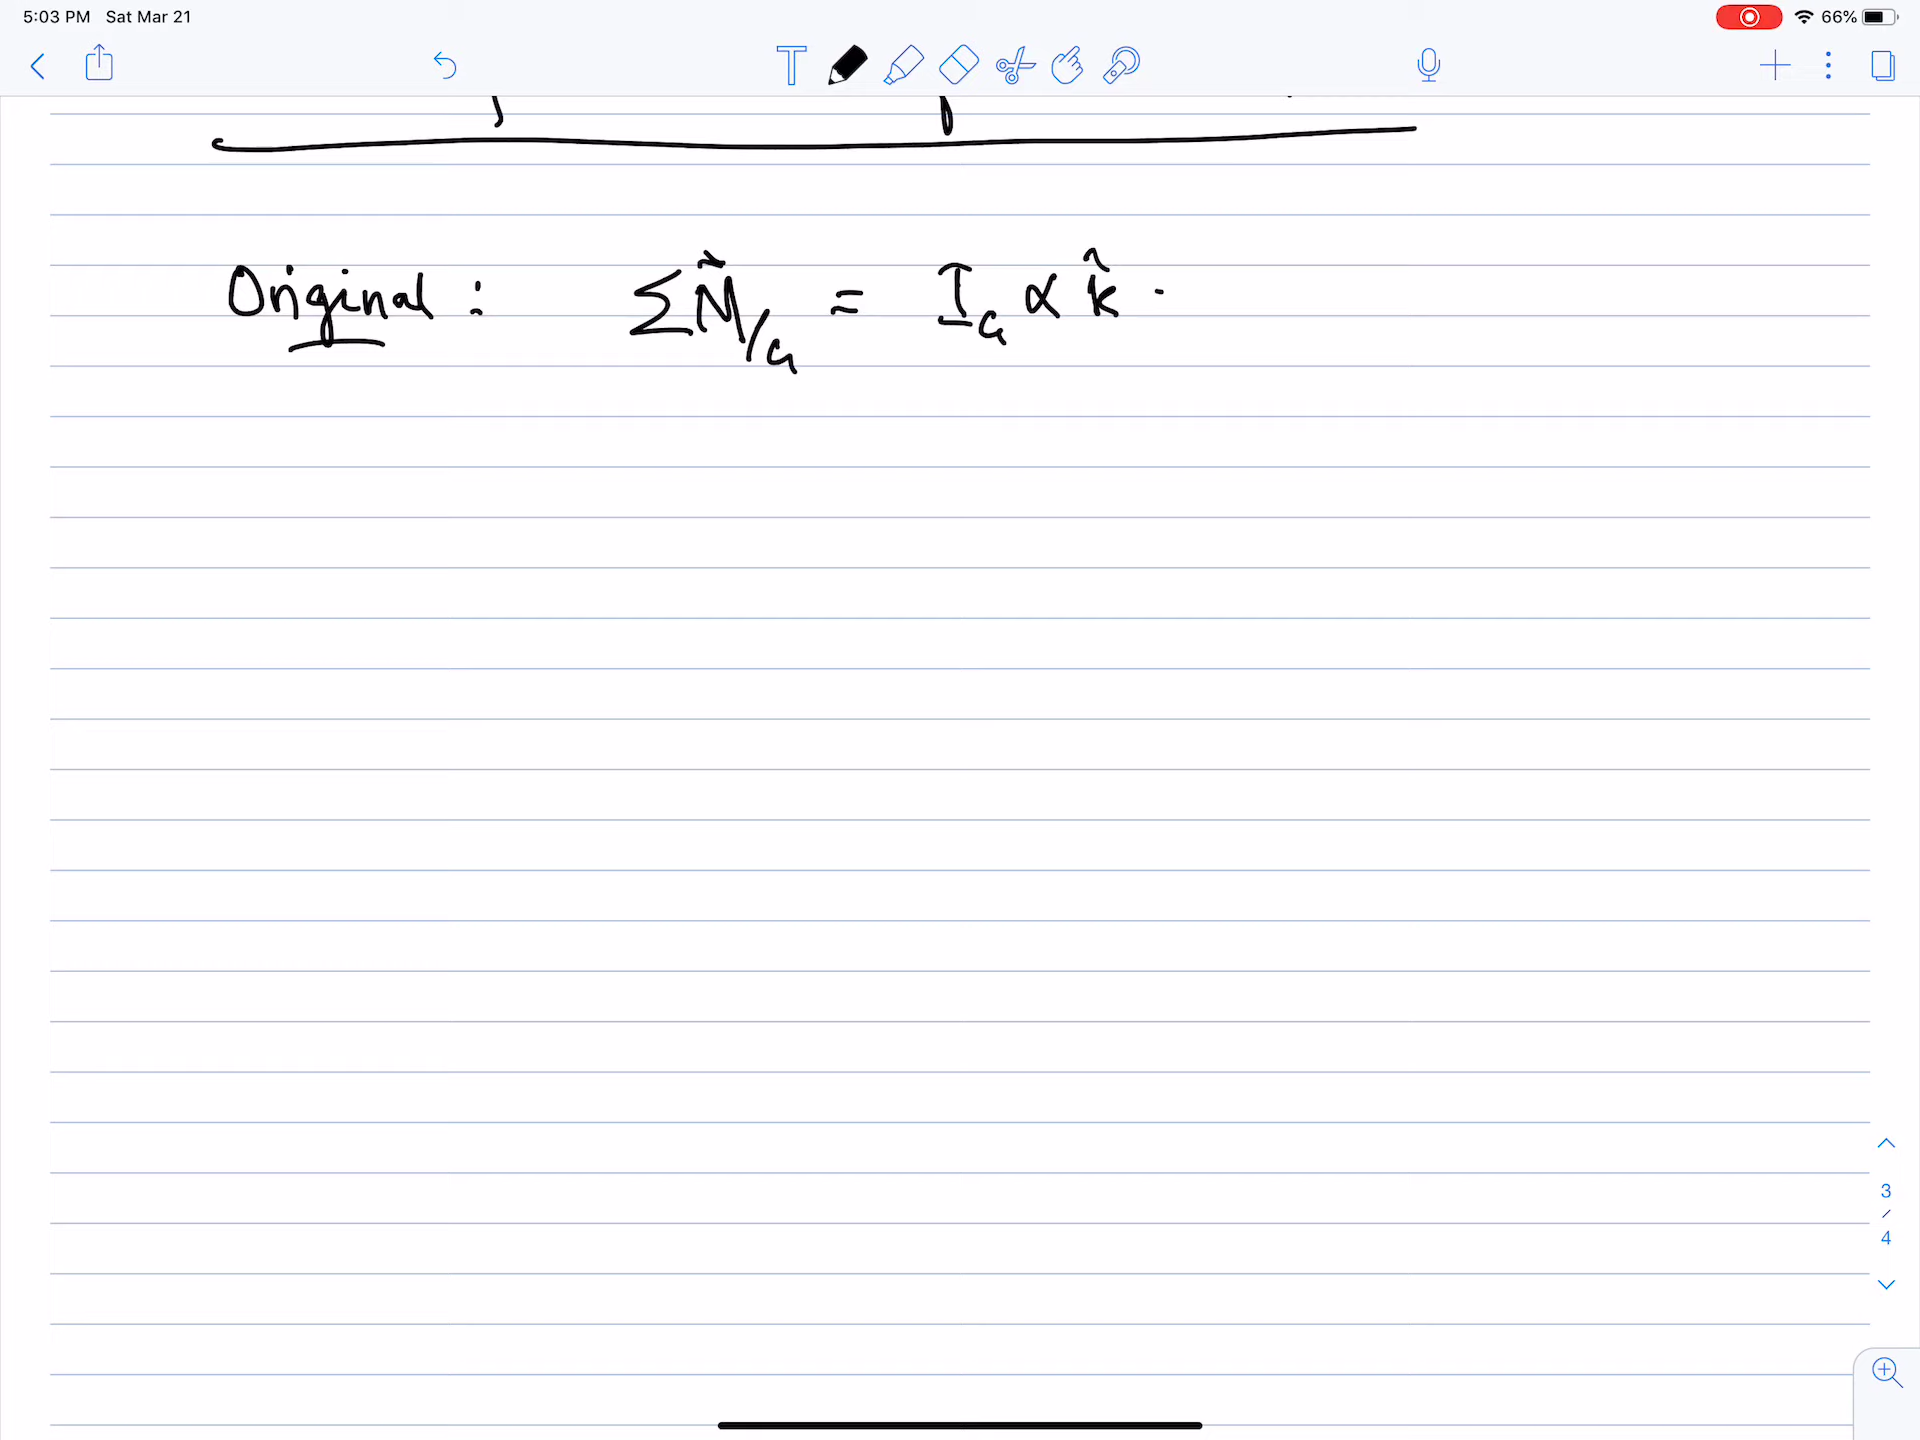 5:03 PM Sat Mar 21 66%
T
Original : ΣM⃗/G = I_G α k̂ .
3
/
4